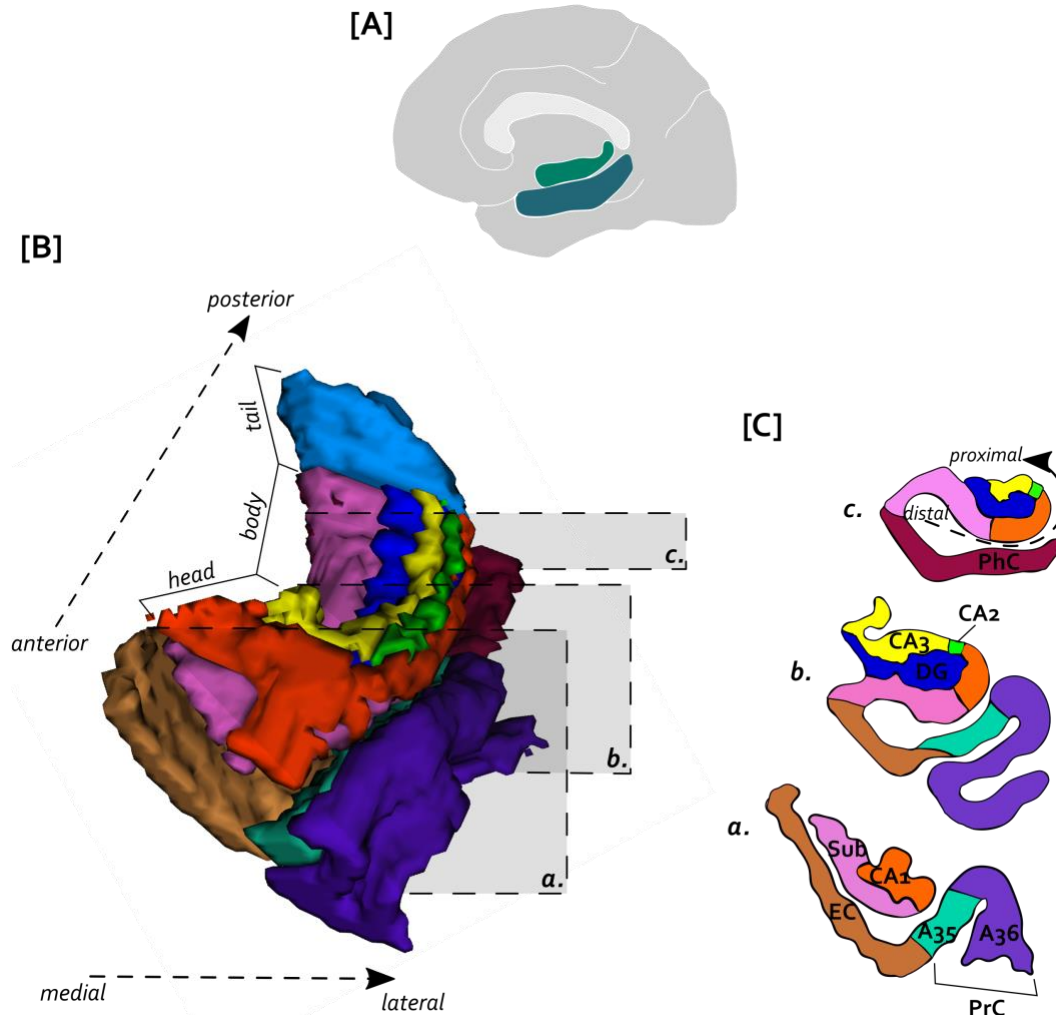 [A]
[B]
posterior
tail
body
head
anterior
c.
b.
a.
medial
lateral
[C]
proximal
c.
distal
PhC
CA2
CA3
DG
b.
a.
Sub
CA1
EC
A35
A36
PrC